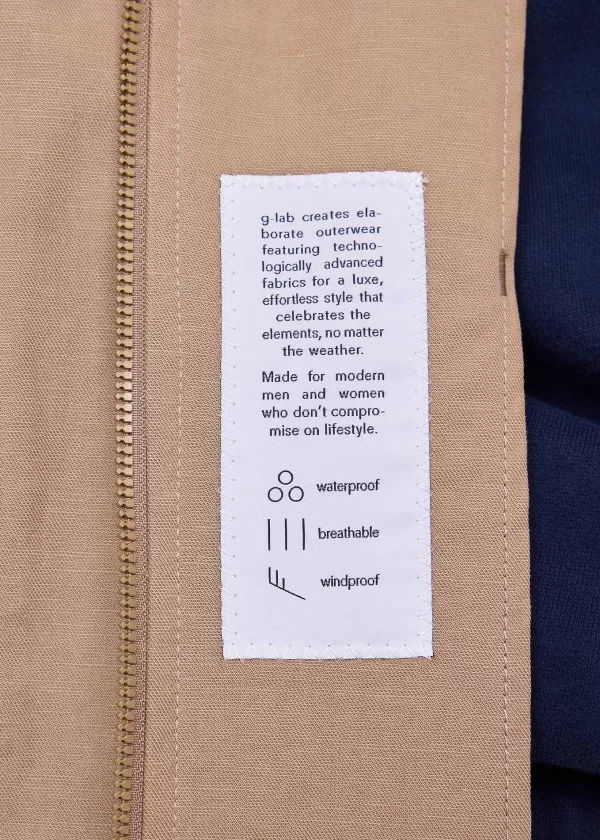 g-lab creates ela-
borate outerwear
featuring techno-
logically advanced
fabrics for a luxe,
effortless style that
celebrates the
elements, no matter
the weather.
Made for modern
men and women
who don't compro-
mise on lifestyle.
waterproof
breathable
windproof